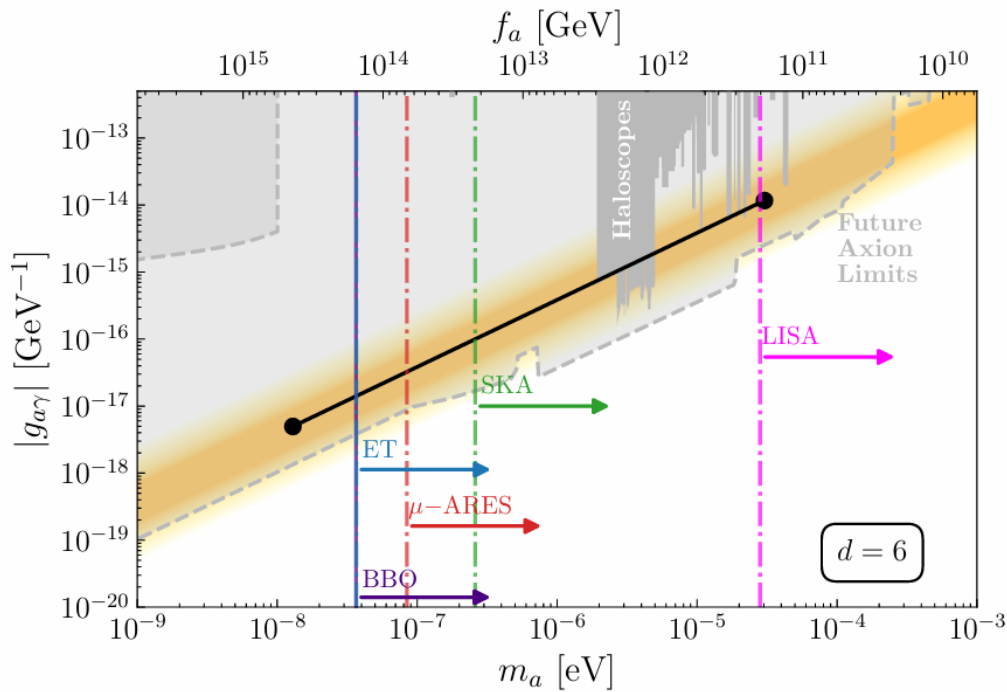 f_a [GeV]
10^15 10^14 10^13 10^12 10^11 10^10
|g_{aγ}| [GeV^−1]
10^−13
10^−14
10^−15
10^−16
10^−17
10^−18
10^−19
10^−20
Haloscopes
Future
Axion
Limits
LISA
SKA
ET
μ−ARES
BBO
d = 6
10^−9 10^−8 10^−7 10^−6 10^−5 10^−4 10^−3
m_a [eV]